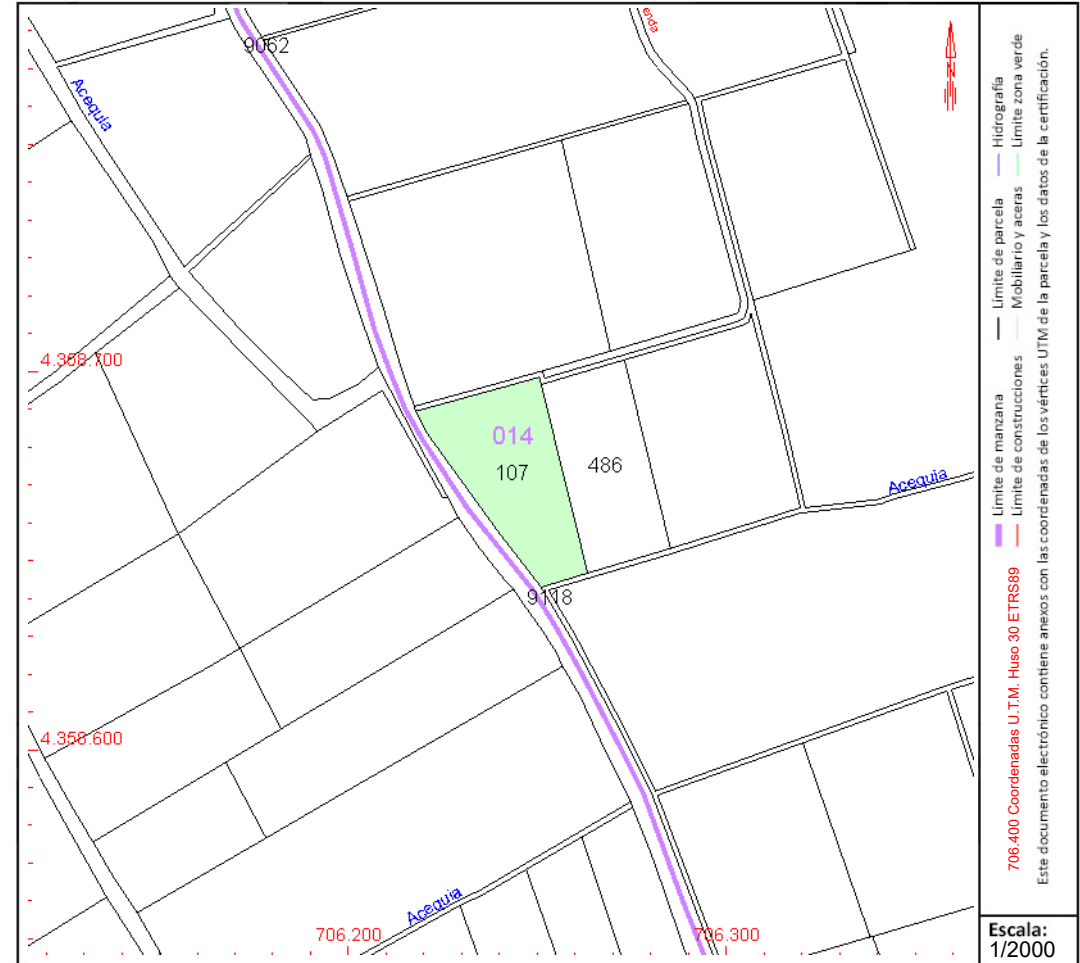 9062
Acequia
enda
4.358.700
014
107
486
Acequia
9118
4.358.600
Acequia
706.200
706.300
N
Límite de manzana
Límite de parcela
Hidrografía
706.400 Coordenadas U.T.M. Huso 30 ETRS89
Límite de construcciones
Mobiliario y aceras
Límite zona verde
Este documento electrónico contiene anexos con las coordenadas de los vértices UTM de la parcela y los datos de la certificación.
Escala:
1/2000